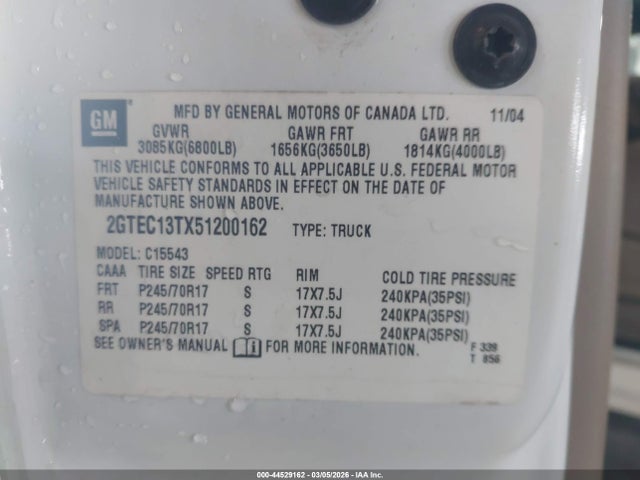 GM
MFD BY GENERAL MOTORS OF CANADA LTD. 11/04
GVWR GAWR FRT GAWR RR
3085KG(6800LB) 1656KG(3650LB) 1814KG(4000LB)
THIS VEHICLE CONFORMS TO ALL APPLICABLE U.S. FEDERAL MOTOR
VEHICLE SAFETY STANDARDS IN EFFECT ON THE DATE OF
MANUFACTURE SHOWN ABOVE.
2GTEC13TX51200162 TYPE: TRUCK
MODEL: C15543
CAAA TIRE SIZE SPEED RTG RIM COLD TIRE PRESSURE
FRT P245/70R17 S 17X7.5J 240KPA(35PSI)
RR P245/70R17 S 17X7.5J 240KPA(35PSI)
SPA P245/70R17 S 17X7.5J 240KPA(35PSI)
SEE OWNER'S MANUAL FOR MORE INFORMATION.
F 339
T 856
000-44529162 | 03/05/2026 | IAA Inc.